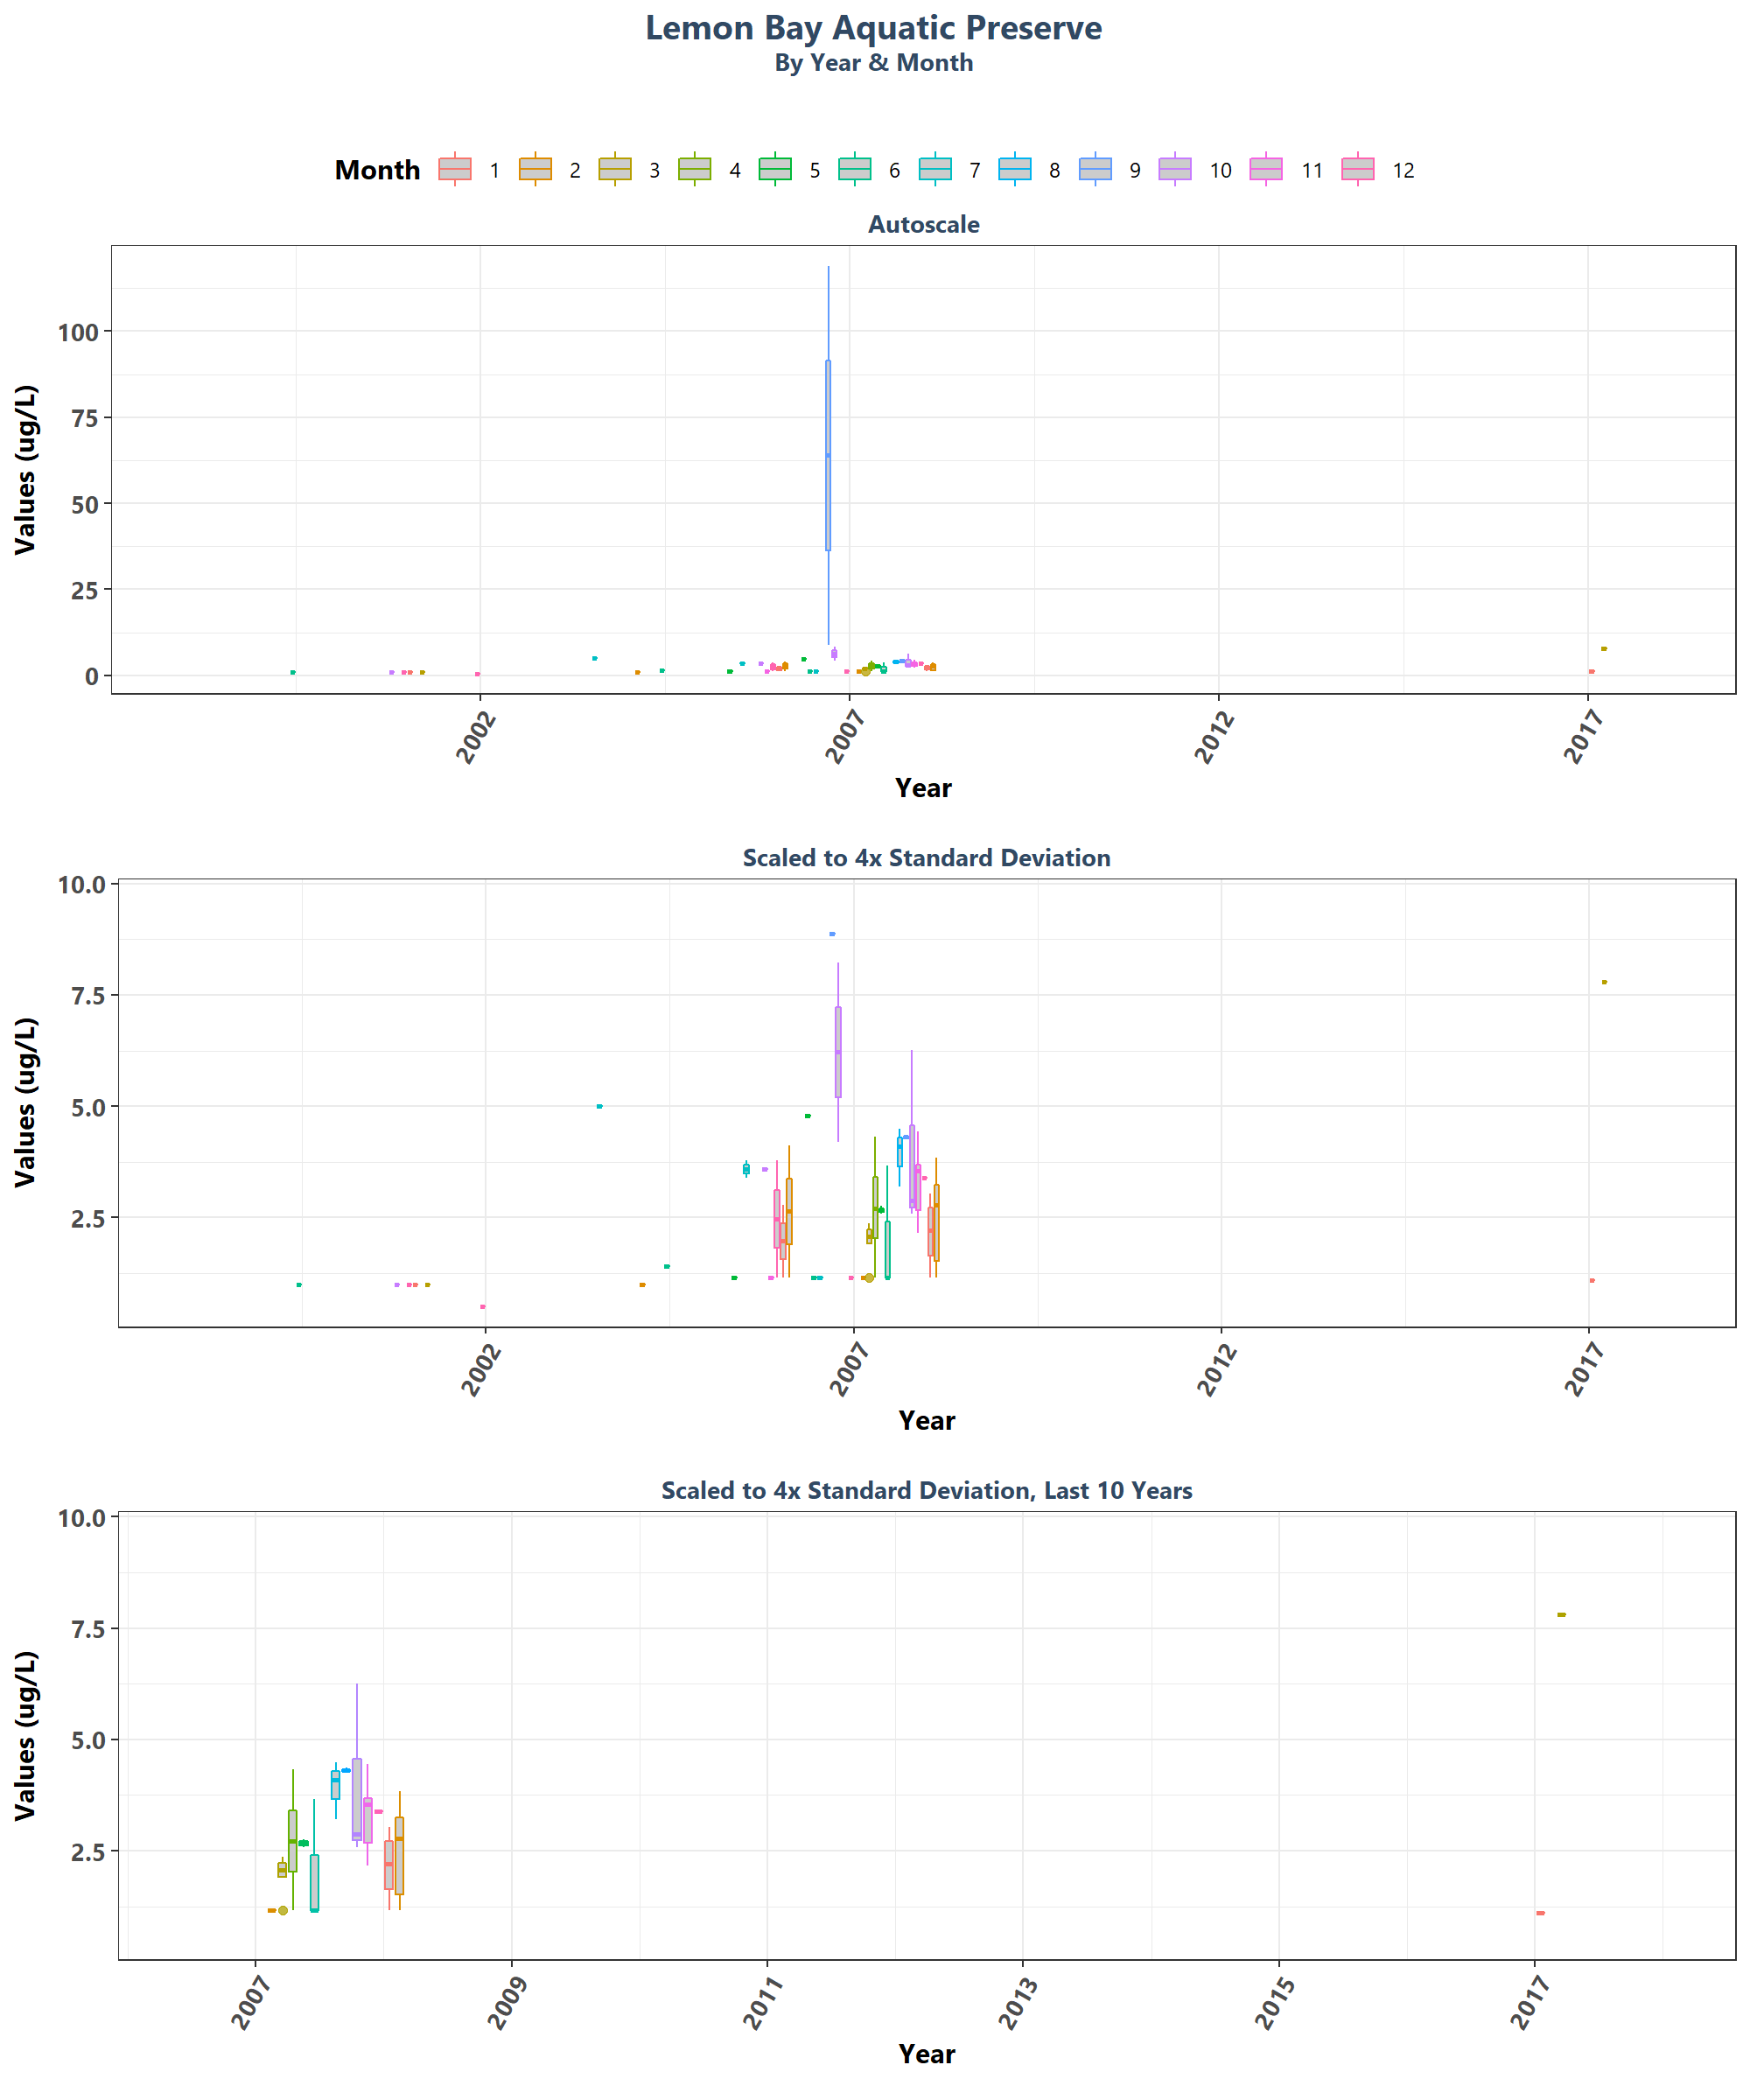 Lemon Bay Aquatic Preserve
By Year & Month
Month 1 2 3 4 5 6 7 8 9 10 11 12
Autoscale
Values (ug/L)
100
75
50
25
0
2002 2007 2012 2017
Year
Scaled to 4x Standard Deviation
Values (ug/L)
10.0
7.5
5.0
2.5
2002 2007 2012 2017
Year
Scaled to 4x Standard Deviation, Last 10 Years
Values (ug/L)
10.0
7.5
5.0
2.5
2007 2009 2011 2013 2015 2017
Year